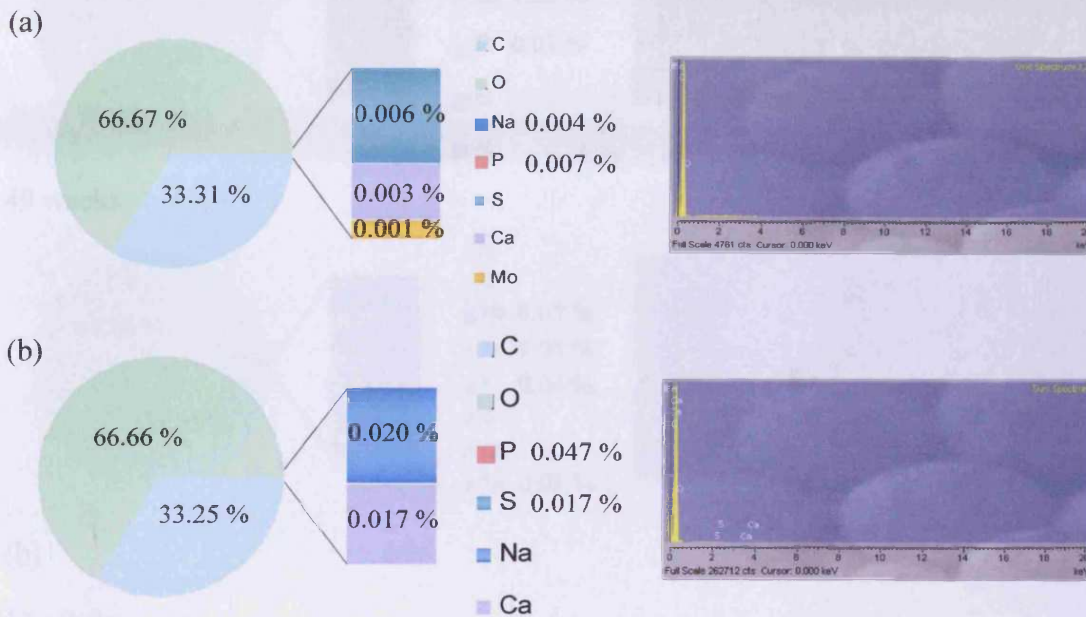 (a)
66.67 %
33.31 %
0.006 %
0.003 %
0.001 %
C
O
Na 0.004 %
P 0.007 %
S
Ca
Mo
0 2 4 6 8 10 12 14 16 18
Full Scale 4761 cts Cursor: 0.000 keV
(b)
66.66 %
33.25 %
0.020 %
0.017 %
C
O
P 0.047 %
S 0.017 %
Na
Ca
S Ca
S Ca
0 2 4 6 8 10 12 14 16 18
Full Scale 262712 cts Cursor: 0.000 keV